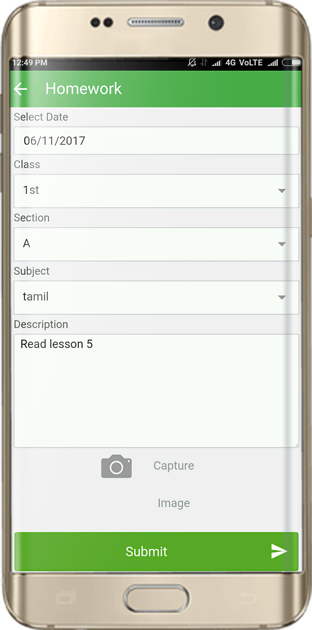 12:49 PM 4G VoLTE
Homework
Select Date
06/11/2017
Class
1st
Section
A
Subject
tamil
Description
Read lesson 5
Capture
Image
Submit